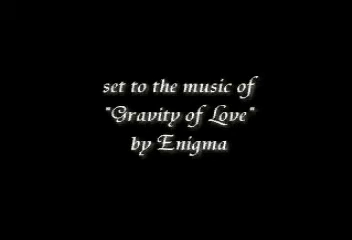 set to the music of
"Gravity of Love"
by Enigma